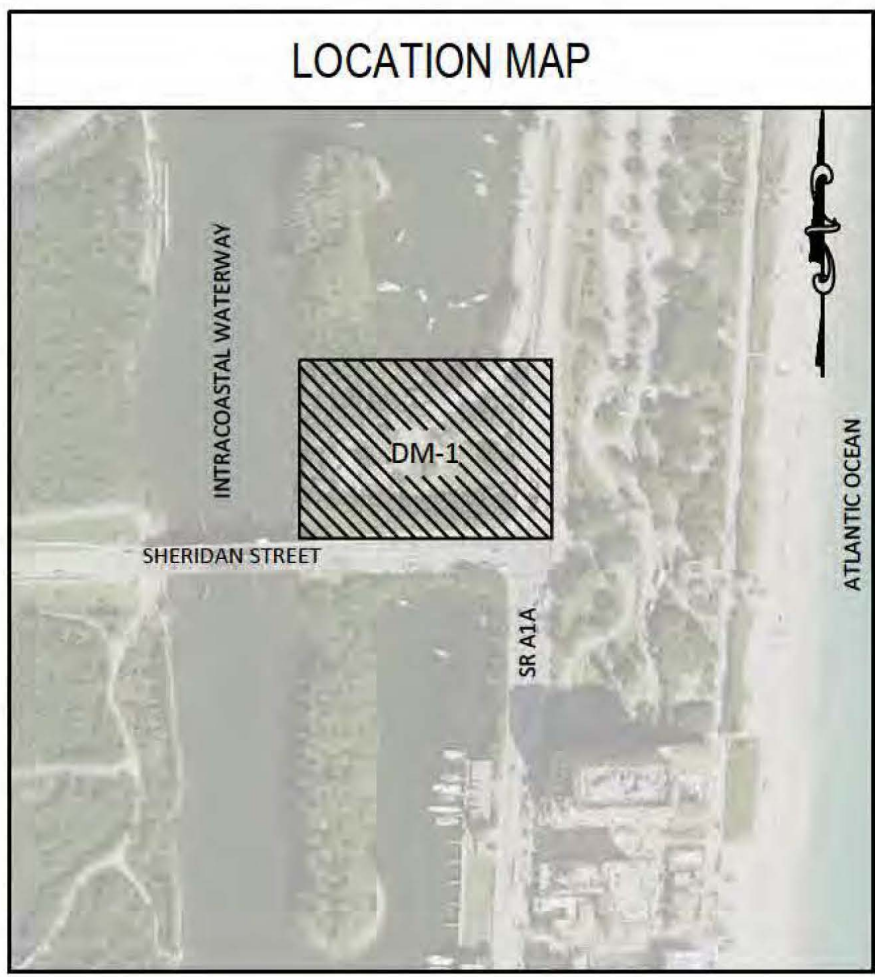 LOCATION MAP
INTRACOASTAL WATERWAY
DM-1
ATLANTIC OCEAN
SHERIDAN STREET
SR A1A